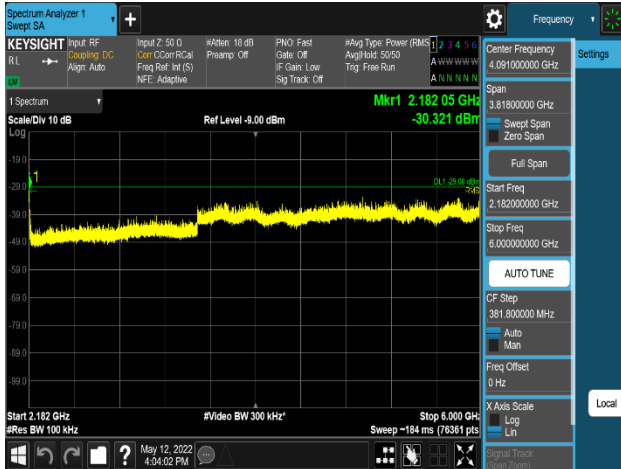 Spectrum Analyzer 1
Swept SA
Frequency
KEYSIGHT
RL
LV
Input: RF
Coupling: DC
Align: Auto
Input Z: 50 Ω
Corr CCorr RCal
Freq Ref: Int (S)
NFE: Adaptive
#Atten: 18 dB
Preamp: Off
PNO: Fast
Gate: Off
IF Gain: Low
Sig Track: Off
#Avg Type: Power (RMS
Avg|Hold: 50/50
Trig: Free Run
1 2 3 4 5 6
A W W W W W
A N N N N N
1 Spectrum
Scale/Div 10 dB
Ref Level -9.00 dBm
Mkr1 2.182 05 GHz
-30.321 dBm
Log
1
DL1 -29.00 dBm
RMS
-19.0
-29.0
-39.0
-49.0
-59.0
-69.0
-79.0
-89.0
-99.0
Start 2.182 GHz
#Res BW 100 kHz
#Video BW 300 kHz*
Stop 6.000 GHz
Sweep ~184 ms (76361 pts)
May 12, 2022
4:04:02 PM
Center Frequency
4.091000000 GHz
Settings
Span
3.81800000 GHz
Swept Span
Zero Span
Full Span
Start Freq
2.182000000 GHz
Stop Freq
6.000000000 GHz
AUTO TUNE
CF Step
381.800000 MHz
Auto
Man
Freq Offset
0 Hz
X Axis Scale
Log
Lin
Local
Signal Track
(Span Zoom)